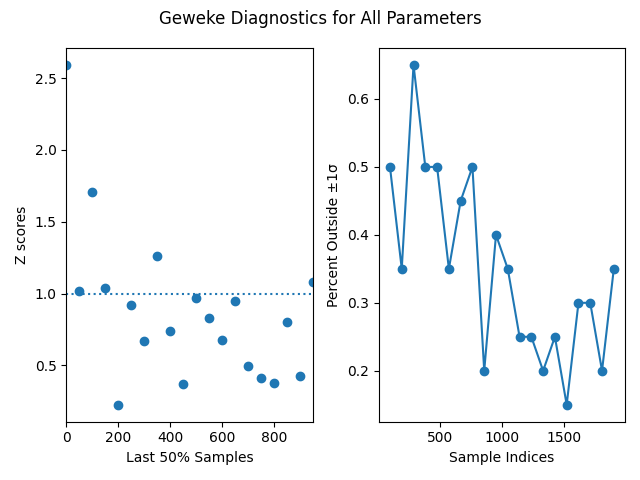 Geweke Diagnostics for All Parameters
Z scores
2.5
2.0
1.5
1.0
0.5
0 200 400 600 800
Last 50% Samples
Percent Outside ±1σ
0.6
0.5
0.4
0.3
0.2
500 1000 1500
Sample Indices